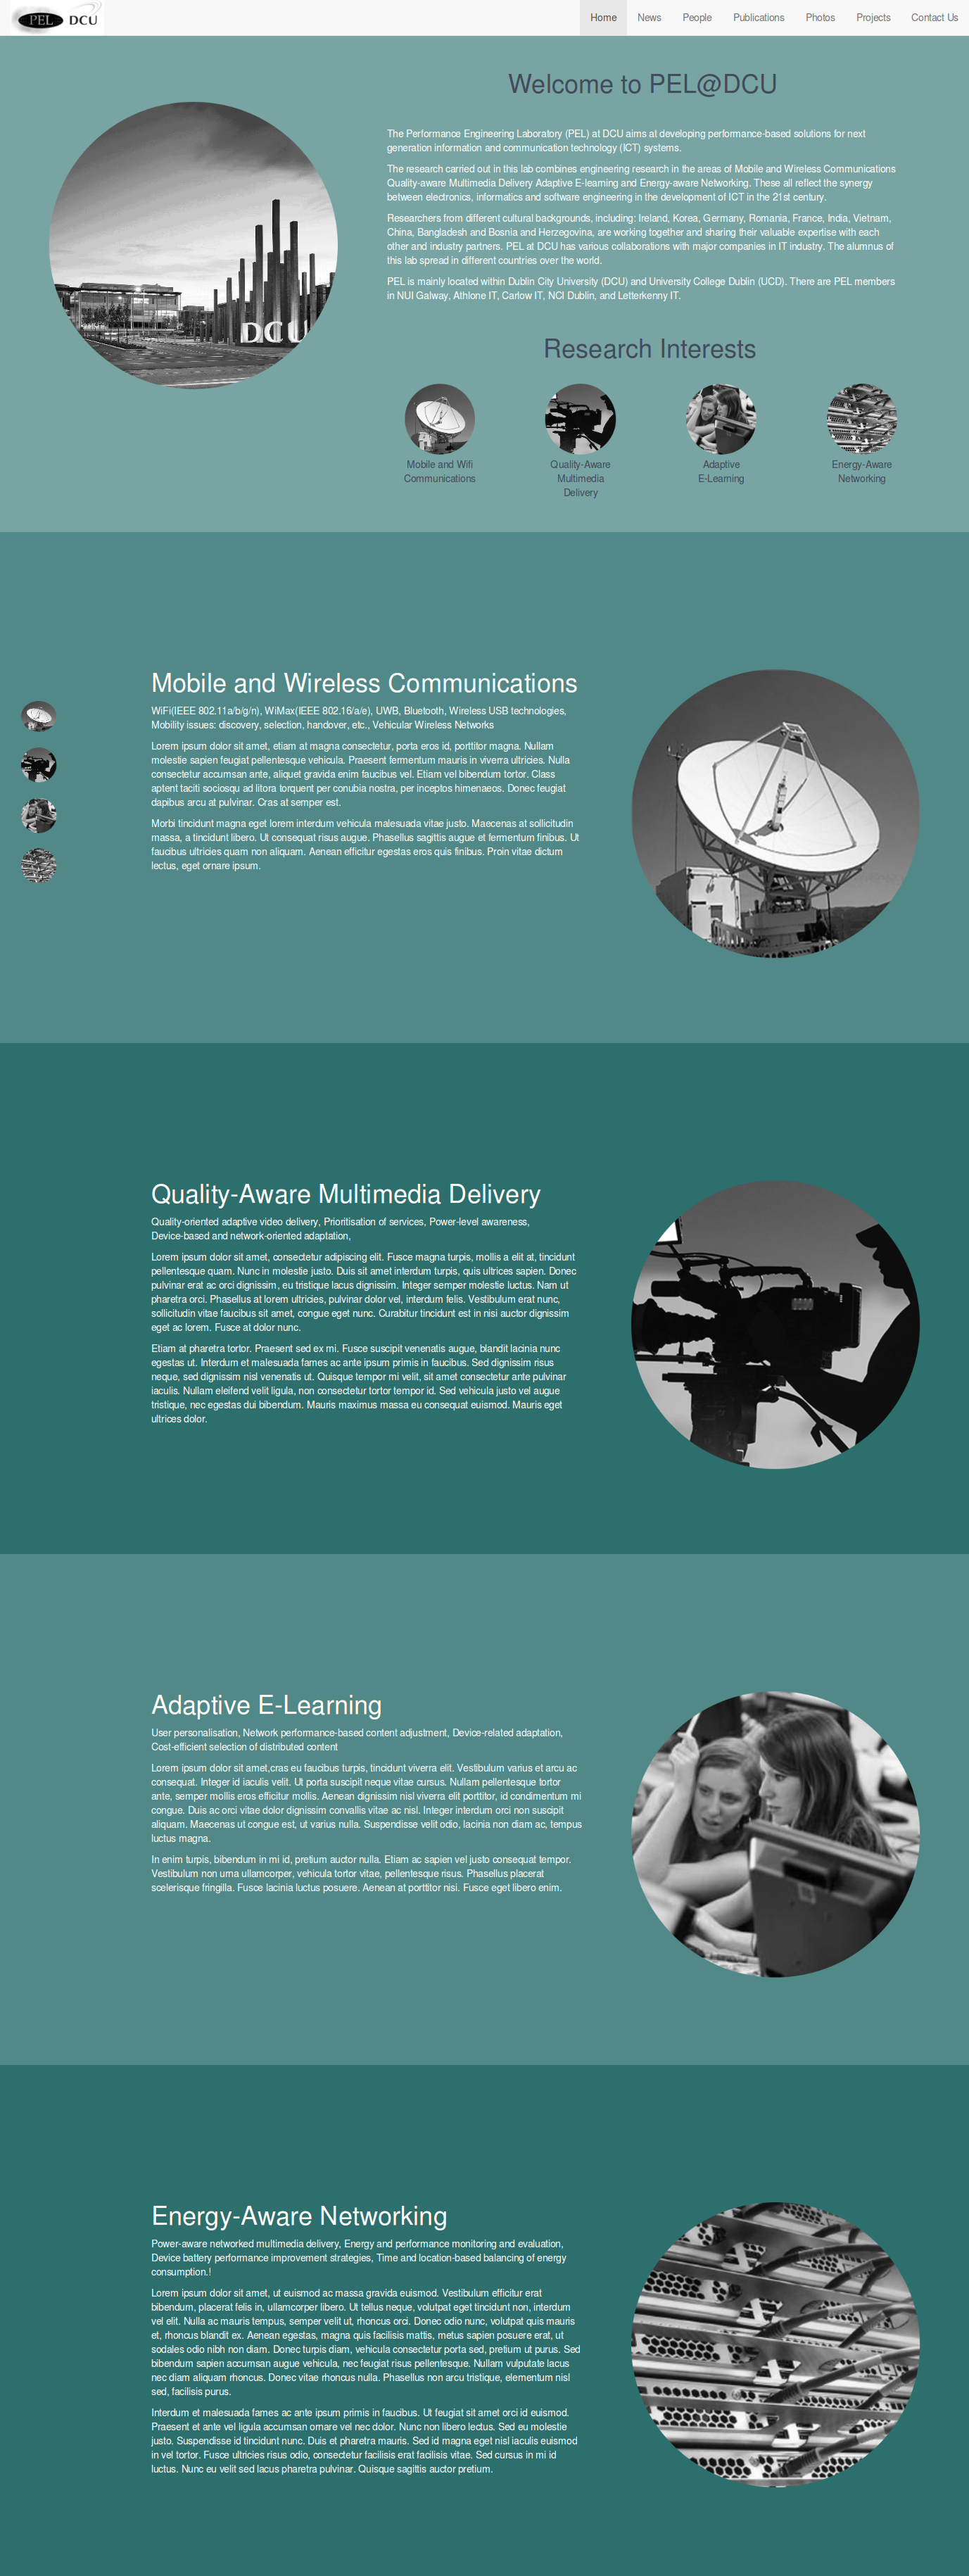 PEL DCU
Home News People Publications Photos Projects Contact Us
Welcome to PEL@DCU
The Performance Engineering Laboratory (PEL) at DCU aims at developing performance-based solutions for next
generation information and communication technology (ICT) systems.
The research carried out in this lab combines engineering research in the areas of Mobile and Wireless Communications
Quality-aware Multimedia Delivery Adaptive E-learning and Energy-aware Networking. These all reflect the synergy
between electronics, informatics and software engineering in the development of ICT in the 21st century.
Researchers from different cultural backgrounds, including: Ireland, Korea, Germany, Romania, France, India, Vietnam,
China, Bangladesh and Bosnia and Herzegovina, are working together and sharing their valuable expertise with each
other and industry partners. PEL at DCU has various collaborations with major companies in IT industry. The alumnus of
this lab spread in different countries over the world.
PEL is mainly located within Dublin City University (DCU) and University College Dublin (UCD). There are PEL members
in NUI Galway, Athlone IT, Carlow IT, NCI Dublin, and Letterkenny IT.
DCU
Research Interests
Mobile and Wifi
Communications
Quality-Aware
Multimedia
Delivery
Adaptive
E-Learning
Energy-Aware
Networking
Mobile and Wireless Communications
WiFi(IEEE 802.11a/b/g/n), WiMax(IEEE 802.16/a/e), UWB, Bluetooth, Wireless USB technologies,
Mobility issues: discovery, selection, handover, etc., Vehicular Wireless Networks
Lorem ipsum dolor sit amet, etiam at magna consectetur, porta eros id, porttitor magna. Nullam
molestie sapien feugiat pellentesque vehicula. Praesent fermentum mauris in viverra ultricies. Nulla
consectetur accumsan ante, aliquet gravida enim faucibus vel. Etiam vel bibendum tortor. Class
aptent taciti sociosqu ad litora torquent per conubia nostra, per inceptos himenaeos. Donec feugiat
dapibus arcu at pulvinar. Cras at semper est.
Morbi tincidunt magna eget lorem interdum vehicula malesuada vitae justo. Maecenas at sollicitudin
massa, a tincidunt libero. Ut consequat risus augue. Phasellus sagittis augue et fermentum finibus. Ut
faucibus ultricies quam non aliquam. Aenean efficitur egestas eros quis finibus. Proin vitae dictum
lectus, eget ornare ipsum.
Quality-Aware Multimedia Delivery
Quality-oriented adaptive video delivery, Prioritisation of services, Power-level awareness,
Device-based and network-oriented adaptation,
Lorem ipsum dolor sit amet, consectetur adipiscing elit. Fusce magna turpis, mollis a elit at, tincidunt
pellentesque quam. Nunc in molestie justo. Duis sit amet interdum turpis, quis ultrices sapien. Donec
pulvinar erat ac orci dignissim, eu tristique lacus dignissim. Integer semper molestie luctus. Nam ut
pharetra orci. Phasellus at lorem ultricies, pulvinar dolor vel, interdum felis. Vestibulum erat nunc,
sollicitudin vitae faucibus sit amet, congue eget nunc. Curabitur tincidunt est in nisi auctor dignissim
eget ac lorem. Fusce at dolor nunc.
Etiam at pharetra tortor. Praesent sed ex mi. Fusce suscipit venenatis augue, blandit lacinia nunc
egestas ut. Interdum et malesuada fames ac ante ipsum primis in faucibus. Sed dignissim risus
neque, sed dignissim nisl venenatis ut. Quisque tempor mi velit, sit amet consectetur ante pulvinar
iaculis. Nullam eleifend velit ligula, non consectetur tortor tempor id. Sed vehicula justo vel augue
tristique, nec egestas dui bibendum. Mauris maximus massa eu consequat euismod. Mauris eget
ultrices dolor.
Adaptive E-Learning
User personalisation, Network performance-based content adjustment, Device-related adaptation,
Cost-efficient selection of distributed content
Lorem ipsum dolor sit amet,cras eu faucibus turpis, tincidunt viverra elit. Vestibulum varius et arcu ac
consequat. Integer id iaculis velit. Ut porta suscipit neque vitae cursus. Nullam pellentesque tortor
ante, semper mollis eros efficitur mollis. Aenean dignissim nisl viverra elit porttitor, id condimentum mi
congue. Duis ac orci vitae dolor dignissim convallis vitae ac nisl. Integer interdum orci non suscipit
aliquam. Maecenas ut congue est, ut varius nulla. Suspendisse velit odio, lacinia non diam ac, tempus
luctus magna.
In enim turpis, bibendum in mi id, pretium auctor nulla. Etiam ac sapien vel justo consequat tempor.
Vestibulum non urna ullamcorper, vehicula tortor vitae, pellentesque risus. Phasellus placerat
scelerisque fringilla. Fusce lacinia luctus posuere. Aenean at porttitor nisi. Fusce eget libero enim.
Energy-Aware Networking
Power-aware networked multimedia delivery, Energy and performance monitoring and evaluation,
Device battery performance improvement strategies, Time and location-based balancing of energy
consumption.!
Lorem ipsum dolor sit amet, ut euismod ac massa gravida euismod. Vestibulum efficitur erat
bibendum, placerat felis in, ullamcorper libero. Ut tellus neque, volutpat eget tincidunt non, interdum
vel elit. Nulla ac mauris tempus, semper velit ut, rhoncus orci. Donec odio nunc, volutpat quis mauris
et, rhoncus blandit ex. Aenean egestas, magna quis facilisis mattis, metus sapien posuere erat, ut
sodales odio nibh non diam. Donec turpis diam, vehicula consectetur porta sed, pretium ut purus. Sed
bibendum sapien accumsan augue vehicula, nec feugiat risus pellentesque. Nullam vulputate lacus
nec diam aliquam rhoncus. Donec vitae rhoncus nulla. Phasellus non arcu tristique, elementum nisl
sed, facilisis purus.
Interdum et malesuada fames ac ante ipsum primis in faucibus. Ut feugiat sit amet orci id euismod.
Praesent et ante vel ligula accumsan ornare vel nec dolor. Nunc non libero lectus. Sed eu molestie
justo. Suspendisse id tincidunt nunc. Duis et pharetra mauris. Sed id magna eget nisl iaculis euismod
in vel tortor. Fusce ultricies risus odio, consectetur facilisis erat facilisis vitae. Sed cursus in mi id
luctus. Nunc eu velit sed lacus pharetra pulvinar. Quisque sagittis auctor pretium.